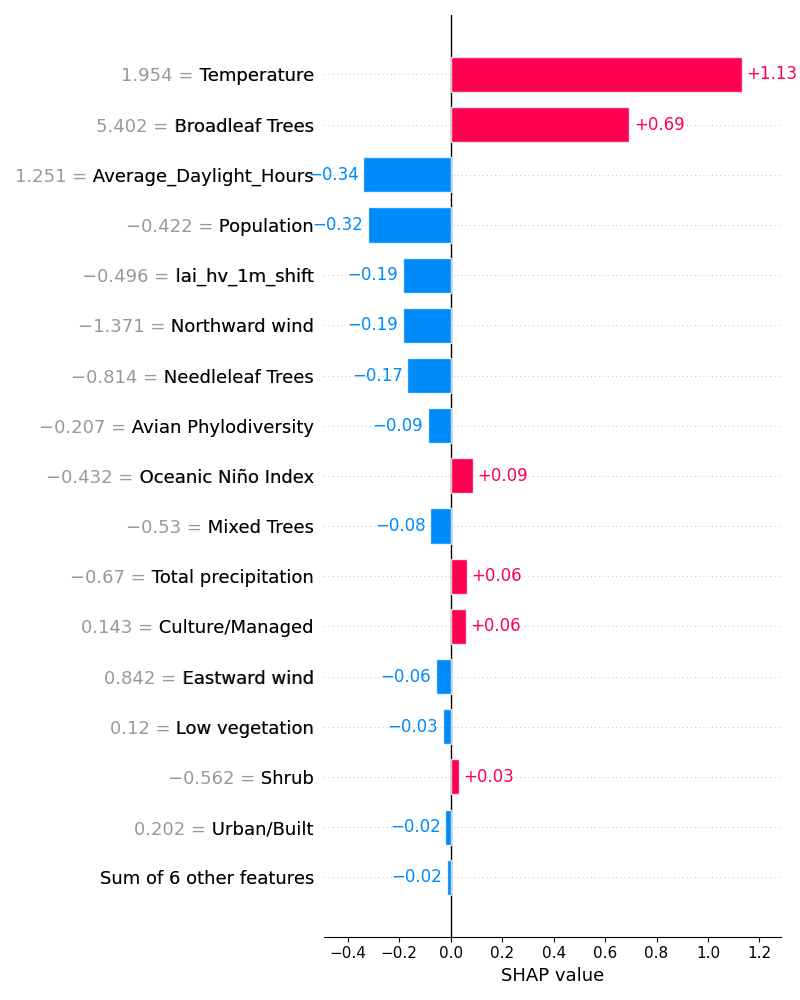 1.954 = Temperature +1.13
5.402 = Broadleaf Trees +0.69
1.251 = Average_Daylight_Hours −0.34
−0.422 = Population −0.32
−0.496 = lai_hv_1m_shift −0.19
−1.371 = Northward wind −0.19
−0.814 = Needleleaf Trees −0.17
−0.207 = Avian Phylodiversity −0.09
−0.432 = Oceanic Niño Index +0.09
−0.53 = Mixed Trees −0.08
−0.67 = Total precipitation +0.06
0.143 = Culture/Managed +0.06
0.842 = Eastward wind −0.06
0.12 = Low vegetation −0.03
−0.562 = Shrub +0.03
0.202 = Urban/Built −0.02
Sum of 6 other features −0.02
−0.4 −0.2 0.0 0.2 0.4 0.6 0.8 1.0 1.2
SHAP value